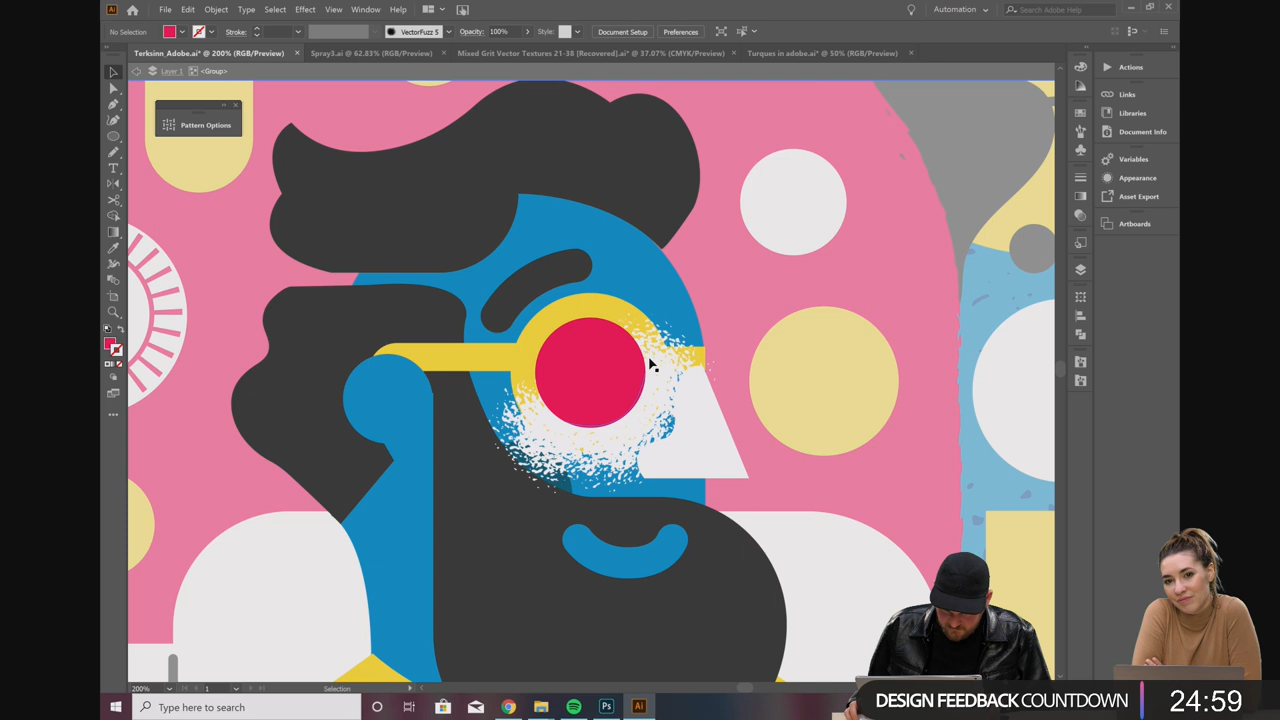 Ai File Edit Object Type Select Effect View Window Help Automation Search Adobe Help
No Selection Stroke: VectorFuzz S Opacity: 100% Style: Document Setup Preferences
Terksinn_Adobe.ai* @ 200% (RGB/Preview) × Spray3.ai @ 62.83% (RGB/Preview) × Mixed Grit Vector Textures 21-38 [Recovered].ai* @ 37.07% (CMYK/Preview) × Turques in adobe.ai* @ 50% (RGB/Preview) ×
Layer 1 <Group>
Pattern Options
Actions
Links
Libraries
Document Info
Variables
Appearance
Asset Export
Artboards
200% 1 Selection
Type here to search Ps Ai
DESIGN FEEDBACK COUNTDOWN 24:59